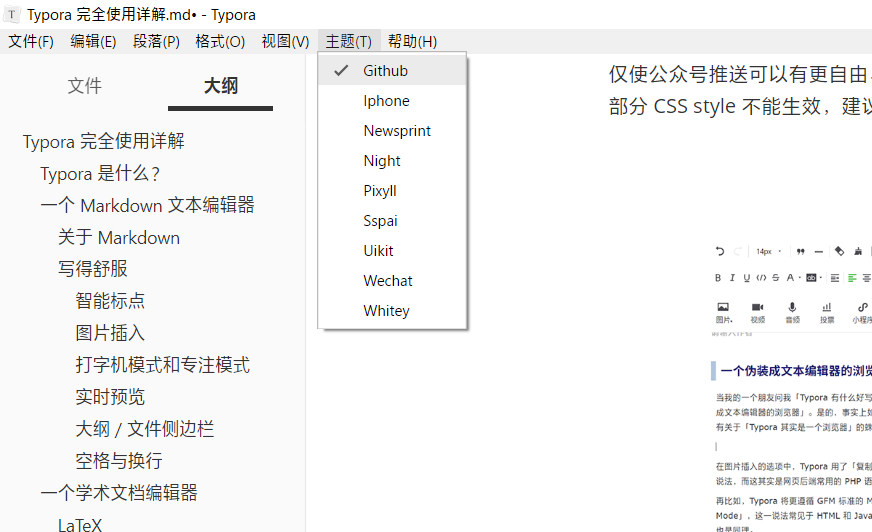 T Typora 完全使用详解.md• - Typora
文件(F) 编辑(E) 段落(P) 格式(O) 视图(V) 主题(T) 帮助(H)
文件 大纲
Typora 完全使用详解
Typora 是什么?
一个 Markdown 文本编辑器
关于 Markdown
写得舒服
智能标点
图片插入
打字机模式和专注模式
实时预览
大纲 / 文件侧边栏
空格与换行
一个学术文档编辑器
LaTeX
Github
Iphone
Newsprint
Night
Pixyll
Sspai
Uikit
Wechat
Whitey
仅使公众号推送可以有更自由
部分 CSS style 不能生效，建议
14px
B I U S A
图片 视频 音频 投票 小程序
一个伪装成文本编辑器的浏览
当我的一个朋友问我「Typora 有什么好写
成文本编辑器的浏览器」。是的，事实上如
有关于「Typora 其实是一个浏览器」的蛛
在图片插入的选项中，Typora 用了「复制
说法，而这其实是网页后端常用的 PHP 语
再比如，Typora 将更遵循 GFM 标准的 M
Mode」，这一说法常见于 HTML 和 Java
也是同理。